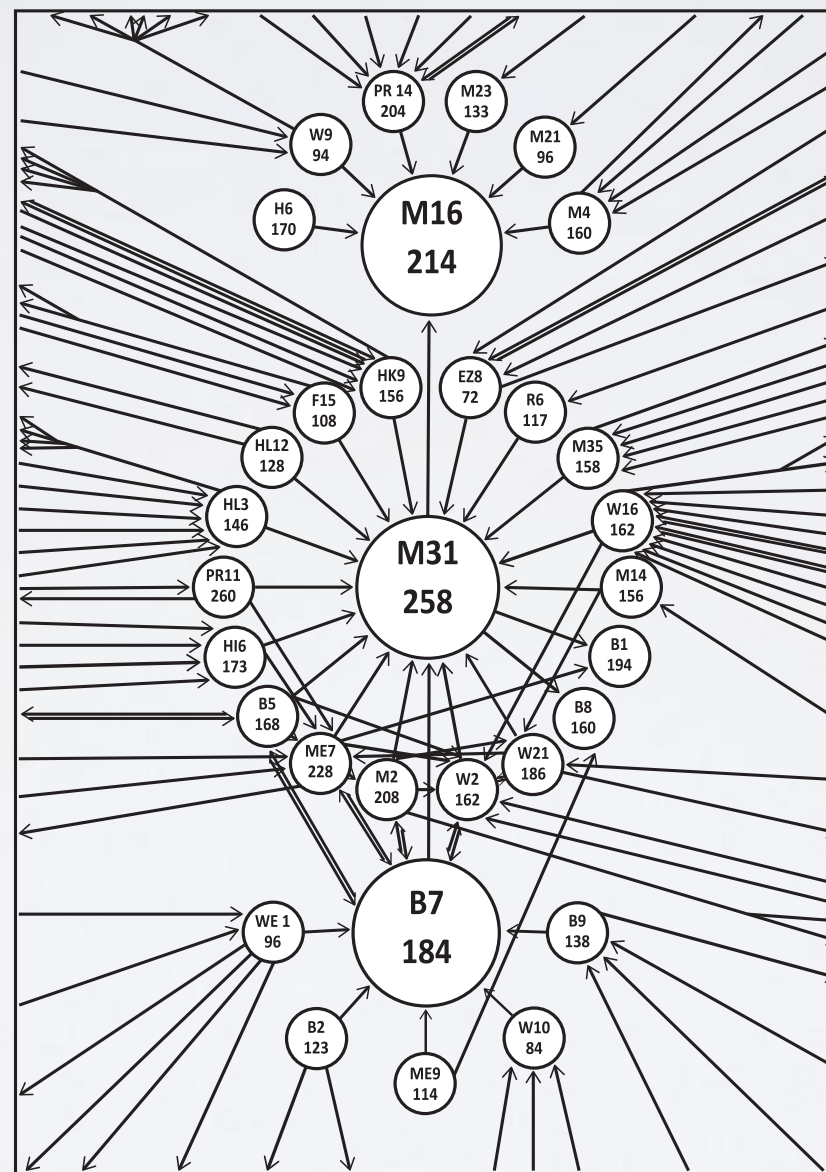 PR 14
204
M23
133
W9
94
M21
96
M16
214
H6
170
M4
160
HK9
156
EZ8
72
F15
108
R6
117
HL12
128
M35
158
HL3
146
W16
162
M31
258
PR11
260
M14
156
HI6
173
B1
194
B5
168
B8
160
ME7
228
M2
208
W2
162
W21
186
B7
184
WE 1
96
B9
138
B2
123
ME9
114
W10
84